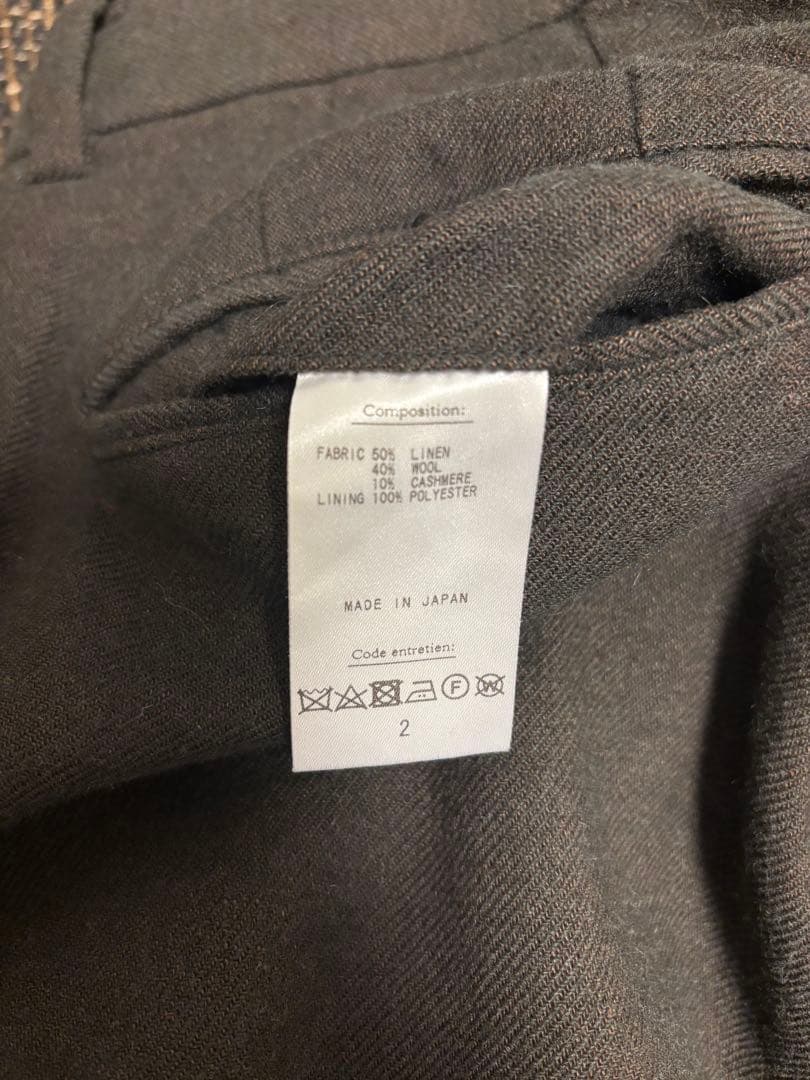 Composition:
FABRIC 50% LINEN
40% WOOL
10% CASHMERE
LINING 100% POLYESTER
MADE IN JAPAN
Code entretien:
F W
2